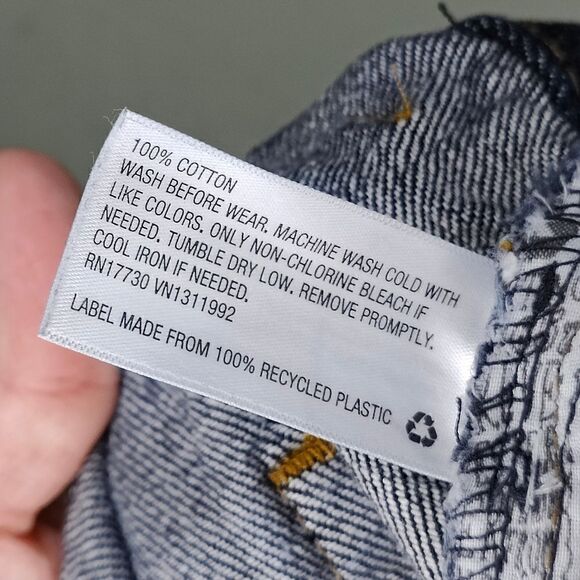 100% COTTON
WASH BEFORE WEAR. MACHINE WASH COLD WITH
LIKE COLORS. ONLY NON-CHLORINE BLEACH IF
NEEDED. TUMBLE DRY LOW. REMOVE PROMPTLY.
COOL IRON IF NEEDED.
RN17730 VN1311992
LABEL MADE FROM 100% RECYCLED PLASTIC